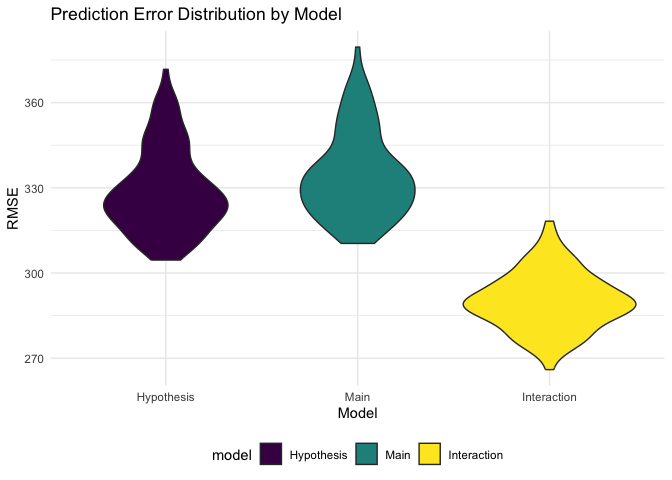 Prediction Error Distribution by Model
360
330
300
270
RMSE
Hypothesis Main Interaction
Model
model Hypothesis Main Interaction